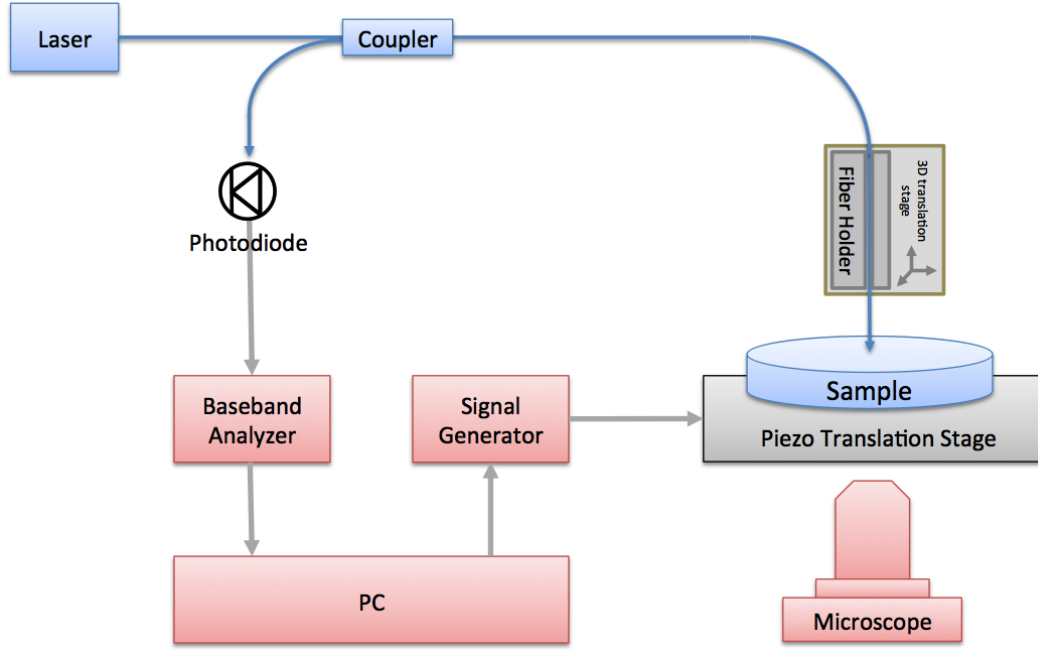 Laser
Coupler
Photodiode
Fiber Holder
3D translation
stage
Baseband
Analyzer
Signal
Generator
Sample
Piezo Translation Stage
PC
Microscope